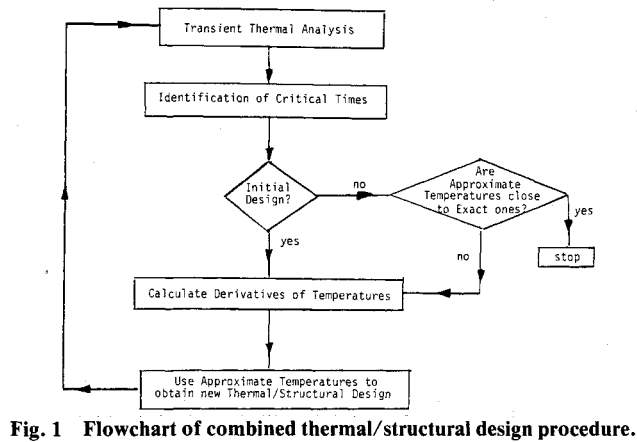 Transient Thermal Analysis
Identification of Critical Times
Initial
Design?
no
Are
Approximate
Temperatures close
to Exact ones?
yes
stop
yes
no
Calculate Derivatives of Temperatures
Use Approximate Temperatures to
obtain new Thermal/Structural Design
Fig. 1 Flowchart of combined thermal/structural design procedure.